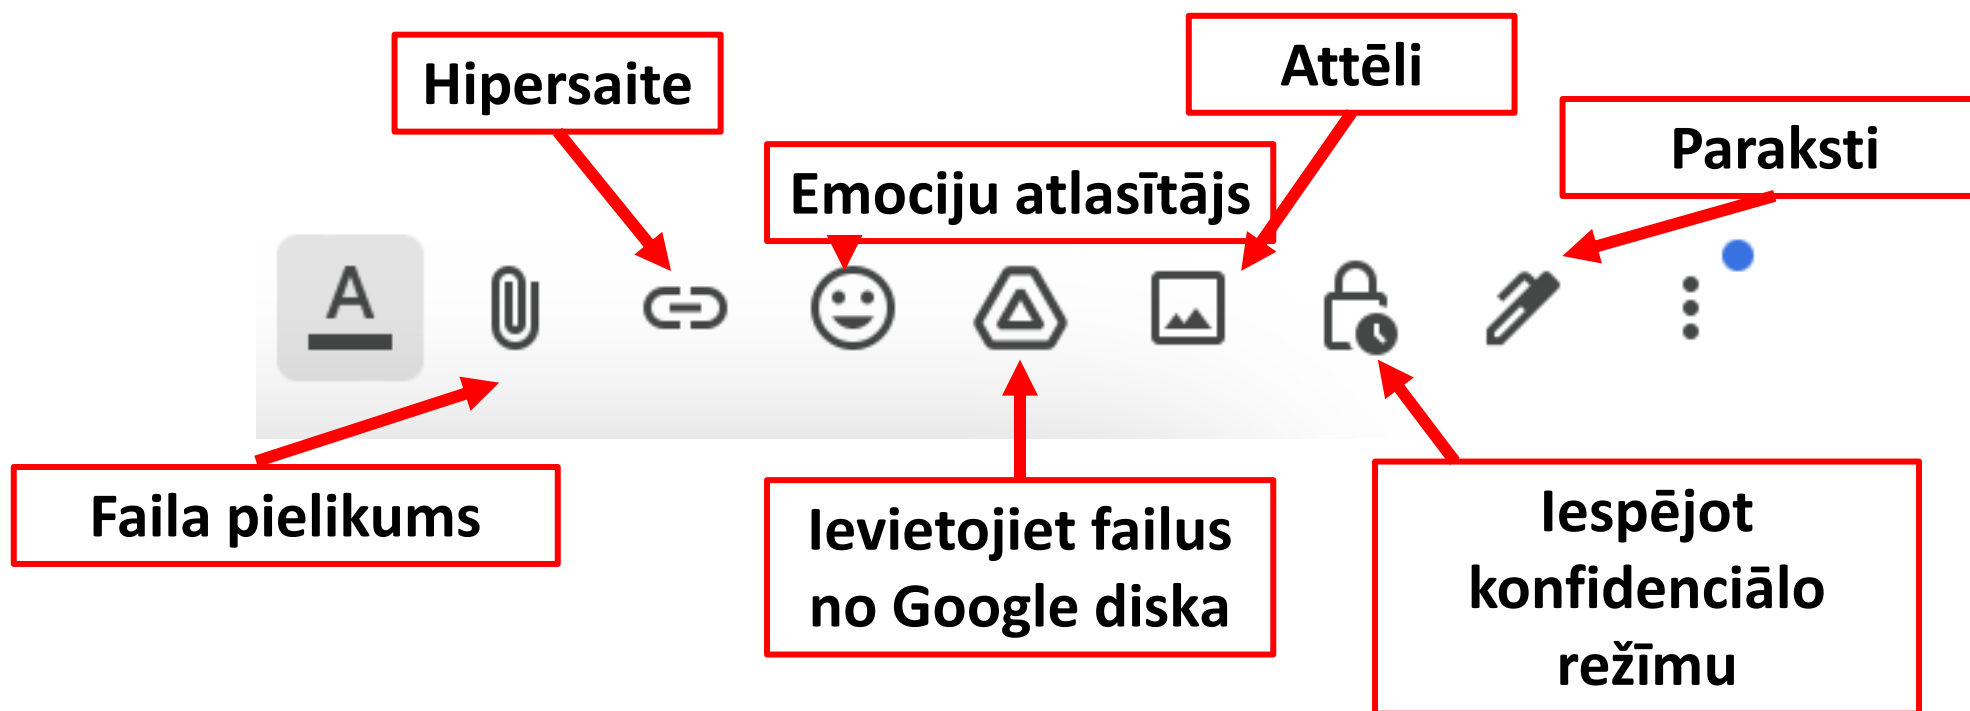 Hipersaite
Attēli
Paraksti
Emociju atlasītājs
A
Faila pielikums
Ievietojiet failus
no Google diska
Iespējot
konfidenciālo
režīmu